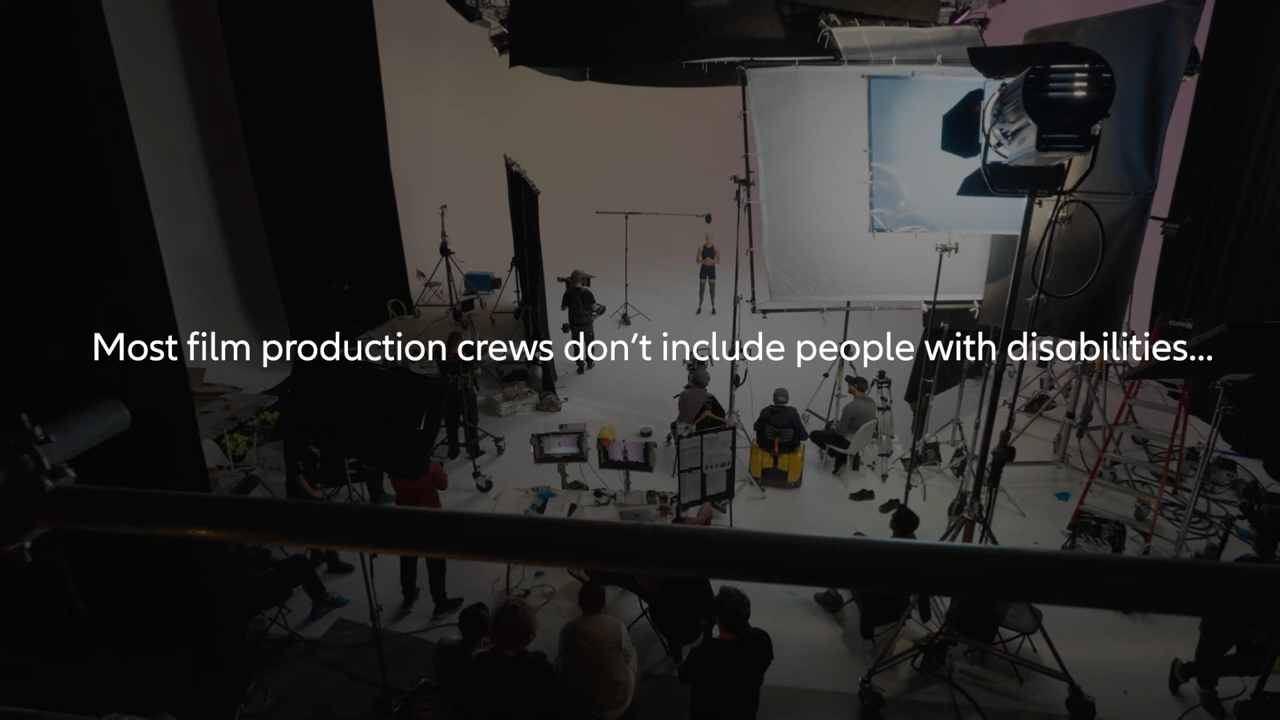 Most film production crews don’t include people with disabilities...